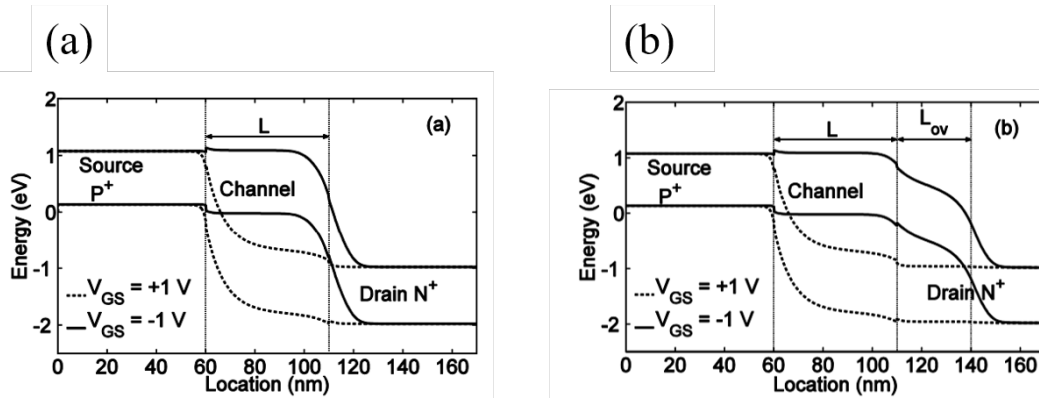 (a)
2
1
0
-1
-2
Energy (eV)
L
(a)
Source
P+
Channel
Drain N+
VGS = +1 V
VGS = -1 V
0 20 40 60 80 100 120 140 160
Location (nm)
(b)
2
1
0
-1
-2
Energy (eV)
L
Lov
(b)
Source
P+
Channel
Drain N+
VGS = +1 V
VGS = -1 V
0 20 40 60 80 100 120 140 160
Location (nm)